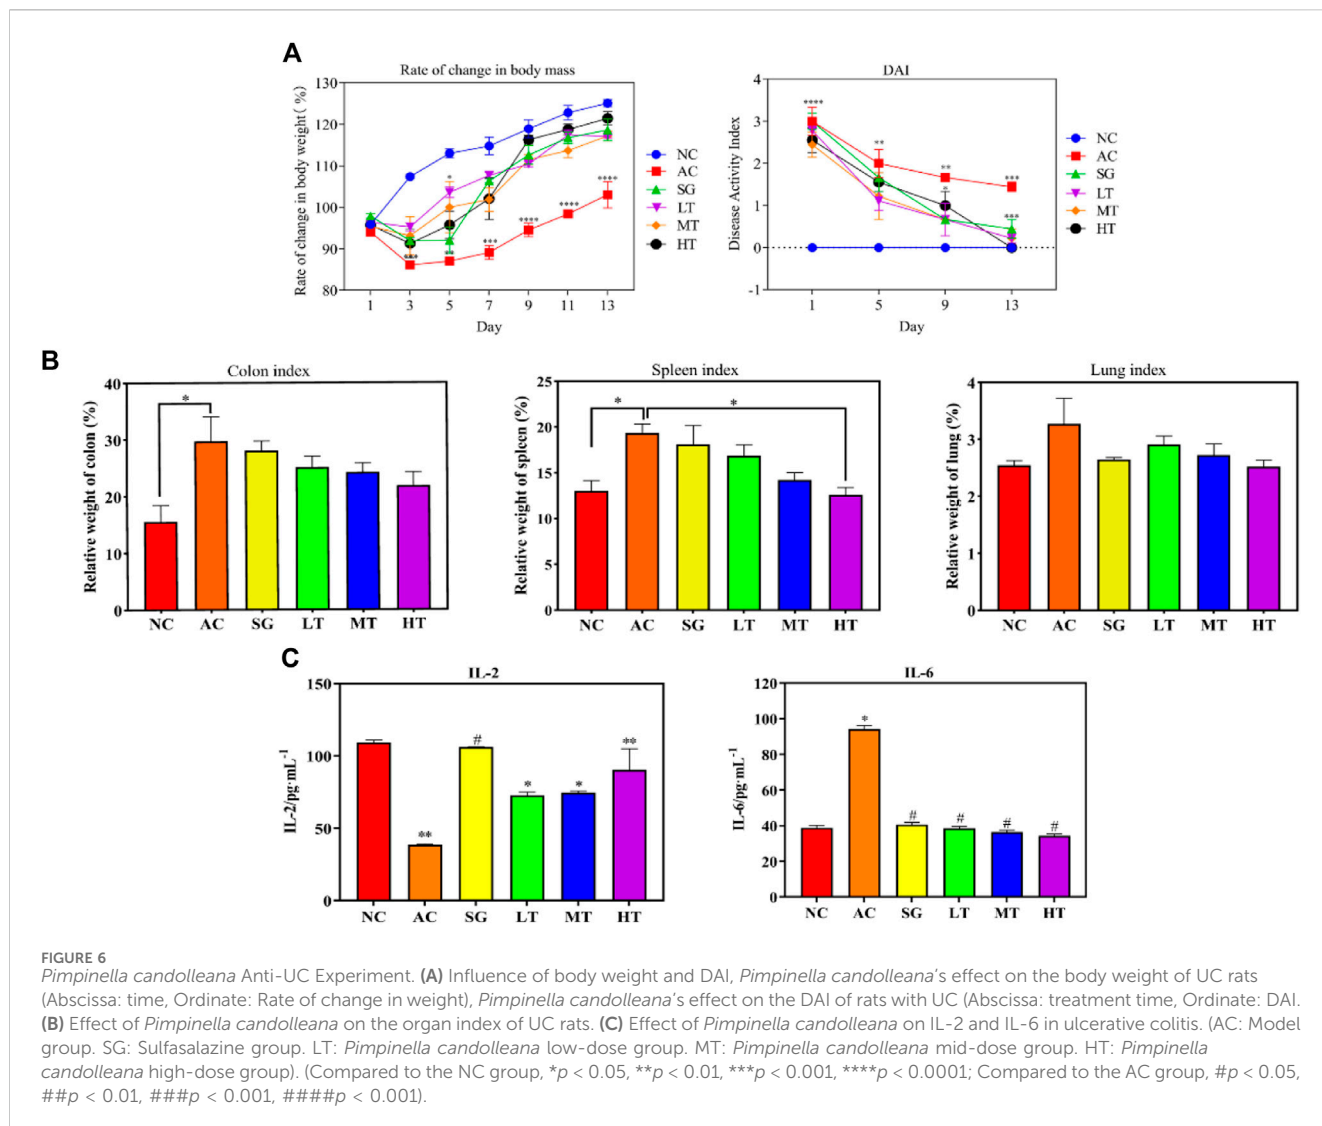 A
Rate of change in body mass
Rate of change in body weight( %)
130
120
110
100
90
80
1 3 5 7 9 11 13
Day
*
***
**
***
****
****
****
NC
AC
SG
LT
MT
HT
DAI
Disease Activity Index
4
3
2
1
0
-1
1 5 9 13
Day
****
**
**
*
***
***
NC
AC
SG
LT
MT
HT
B
Colon index
Relative weight of colon (%)
40
30
20
10
0
*
NC AC SG LT MT HT
Spleen index
Relative weight of spleen (%)
25
20
15
10
5
0
*
*
NC AC SG LT MT HT
Lung index
Relative weight of lung (%)
4
3
2
1
0
NC AC SG LT MT HT
C
IL-2
IL-2/pg·mL⁻¹
150
100
50
0
**
#
*
*
**
NC AC SG LT MT HT
IL-6
IL-6/pg·mL⁻¹
120
100
80
60
40
20
0
*
#
#
#
#
NC AC SG LT MT HT
FIGURE 6
Pimpinella candolleana Anti-UC Experiment. (A) Influence of body weight and DAI, Pimpinella candolleana's effect on the body weight of UC rats
(Abscissa: time, Ordinate: Rate of change in weight), Pimpinella candolleana's effect on the DAI of rats with UC (Abscissa: treatment time, Ordinate: DAI.
(B) Effect of Pimpinella candolleana on the organ index of UC rats. (C) Effect of Pimpinella candolleana on IL-2 and IL-6 in ulcerative colitis. (AC: Model
group. SG: Sulfasalazine group. LT: Pimpinella candolleana low-dose group. MT: Pimpinella candolleana mid-dose group. HT: Pimpinella
candolleana high-dose group). (Compared to the NC group, *p < 0.05, **p < 0.01, ***p < 0.001, ****p < 0.0001; Compared to the AC group, #p < 0.05,
##p < 0.01, ###p < 0.001, ####p < 0.001).